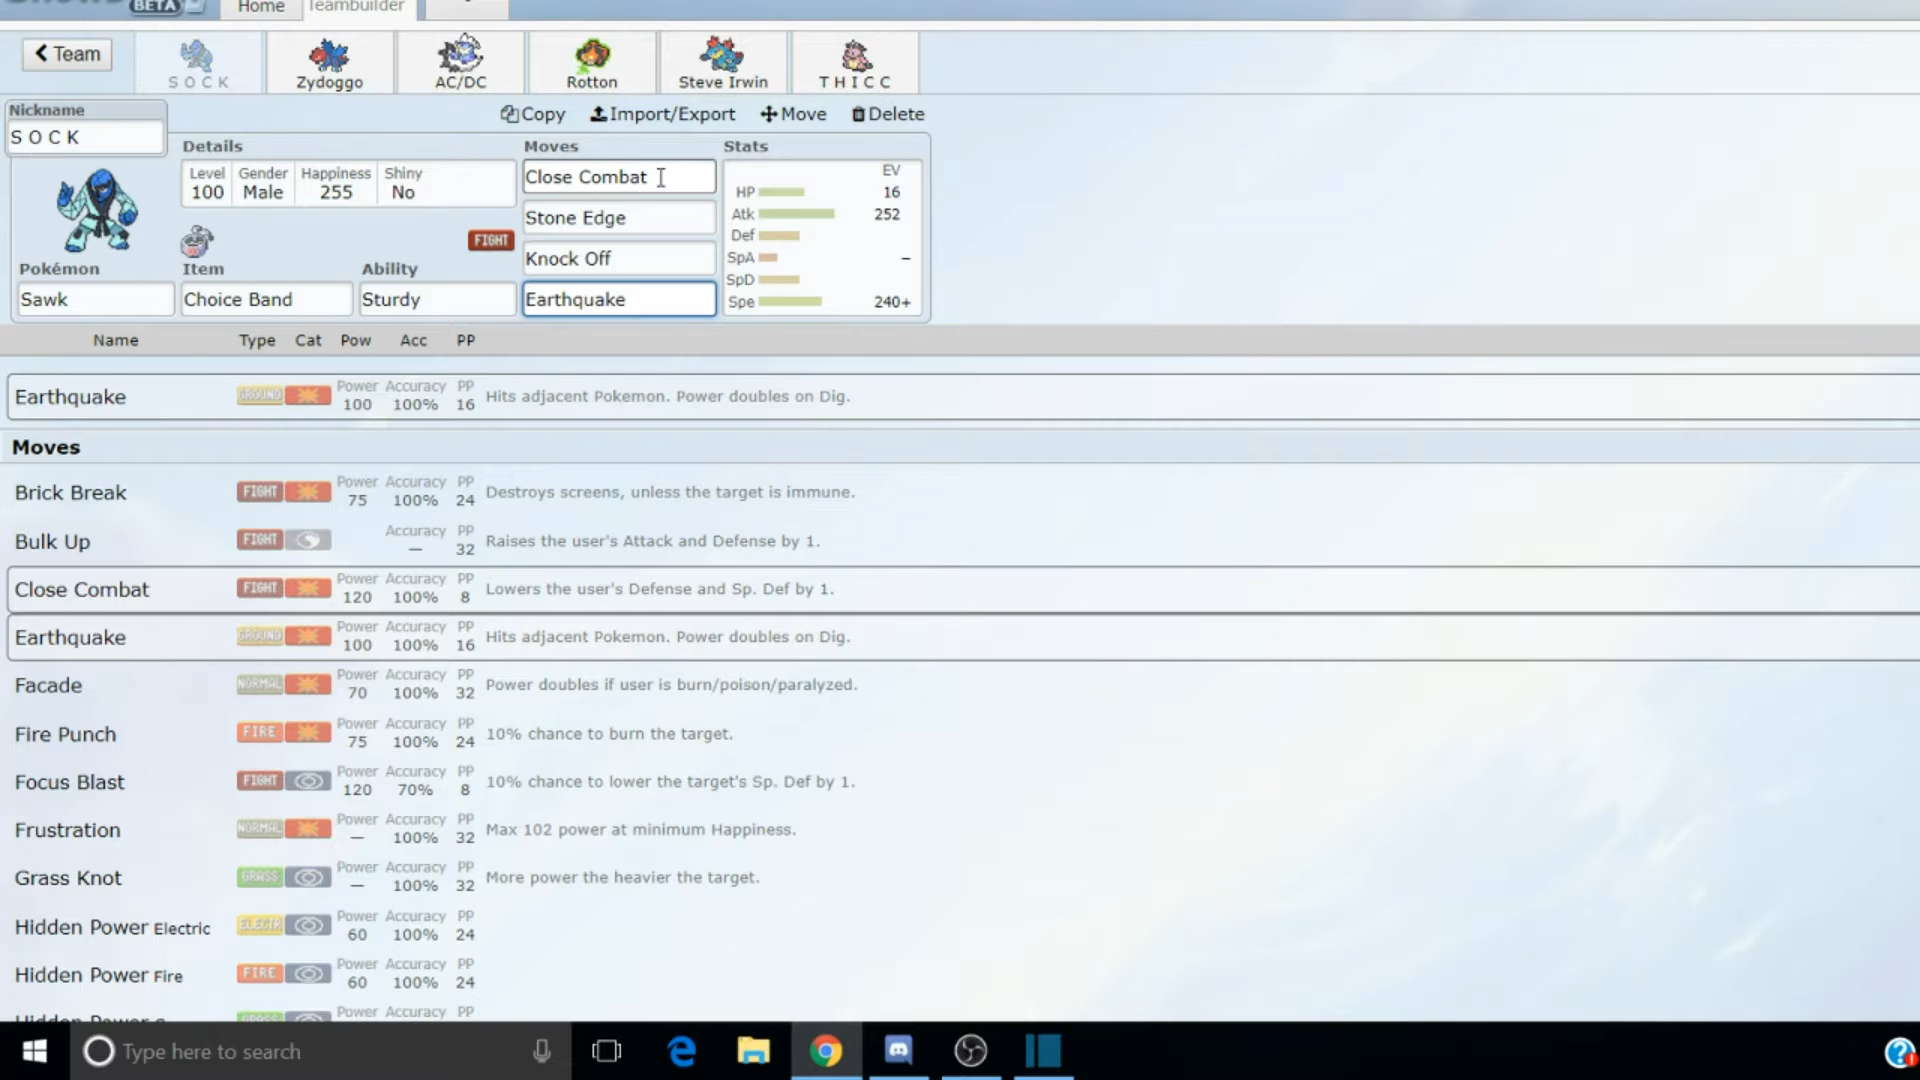 BETA
Home Teambuilder
Team
S O C K
Zydoggo
AC/DC
Rotton
Steve Irwin
T H I C C
Nickname
S O C K
Copy Import/Export Move Delete
Details
Moves
Stats
Level Gender Happiness Shiny
100 Male 255 No
Close Combat
Stone Edge
Knock Off
Earthquake
EV
HP 16
Atk 252
Def
SpA –
SpD
Spe 240+
FIGHT
Pokémon Item Ability
Sawk Choice Band Sturdy
Name Type Cat Pow Acc PP
Earthquake GROUND Power 100 Accuracy 100% PP 16 Hits adjacent Pokemon. Power doubles on Dig.
Moves
Brick Break FIGHT Power 75 Accuracy 100% PP 24 Destroys screens, unless the target is immune.
Bulk Up FIGHT Accuracy — PP 32 Raises the user's Attack and Defense by 1.
Close Combat FIGHT Power 120 Accuracy 100% PP 8 Lowers the user's Defense and Sp. Def by 1.
Earthquake GROUND Power 100 Accuracy 100% PP 16 Hits adjacent Pokemon. Power doubles on Dig.
Facade NORMAL Power 70 Accuracy 100% PP 32 Power doubles if user is burn/poison/paralyzed.
Fire Punch FIRE Power 75 Accuracy 100% PP 24 10% chance to burn the target.
Focus Blast FIGHT Power 120 Accuracy 70% PP 8 10% chance to lower the target's Sp. Def by 1.
Frustration NORMAL Power — Accuracy 100% PP 32 Max 102 power at minimum Happiness.
Grass Knot GRASS Power — Accuracy 100% PP 32 More power the heavier the target.
Hidden Power Electric ELECTR Power 60 Accuracy 100% PP 24
Hidden Power Fire FIRE Power 60 Accuracy 100% PP 24
Hidden Power GRASS Power Accuracy PP
Type here to search